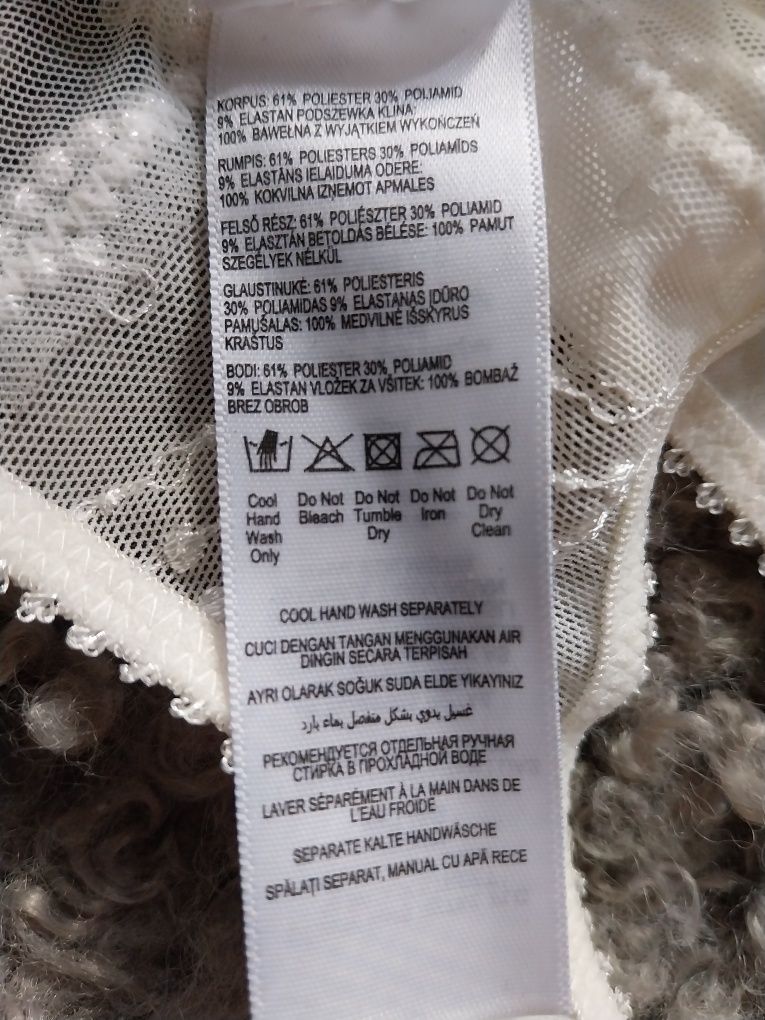 KORPUS: 61% POLIESTER 30% POLIAMID
9% ELASTAN PODSZEWKA KLINA:
100% BAWEŁNA Z WYJĄTKIEM WYKOŃCZEŃ
RUMPIS: 61% POLIESTERS 30% POLIAMĪDS
9% ELASTĀNS IELAIDUMA ODERE:
100% KOKVILNA IZŅEMOT APMALES
FELSŐ RÉSZ: 61% POLIÉSZTER 30% POLIAMID
9% ELASZTÁN BETOLDÁS BÉLÉSE: 100% PAMUT
SZEGÉLYEK NÉLKÜL
GLAUSTINUKĖ: 61% POLIESTERIS
30% POLIAMIDAS 9% ELASTANAS ĮDŪRO
PAMUŠALAS: 100% MEDVILNĖ IŠSKYRUS
KRAŠTUS
BODI: 61% POLIESTER 30% POLIAMID
9% ELASTAN VLOŽEK ZA VŠITEK: 100% BOMBAŽ
BREZ OBROB
Cool Hand Wash Only
Do Not Bleach
Do Not Tumble Dry
Do Not Iron
Do Not Dry Clean
COOL HAND WASH SEPARATELY
CUCI DENGAN TANGAN MENGGUNAKAN AIR
DINGIN SECARA TERPISAH
AYRI OLARAK SOĞUK SUDA ELDE YIKAYINIZ
غسيل يدوي بشكل منفصل بماء بارد
РЕКОМЕНДУЕТСЯ ОТДЕЛЬНАЯ РУЧНАЯ
СТИРКА В ПРОХЛАДНОЙ ВОДЕ
LAVER SÉPARÉMENT À LA MAIN DANS DE
L'EAU FROIDE
SEPARATE KALTE HANDWÄSCHE
SPĂLAȚI SEPARAT, MANUAL CU APĂ RECE